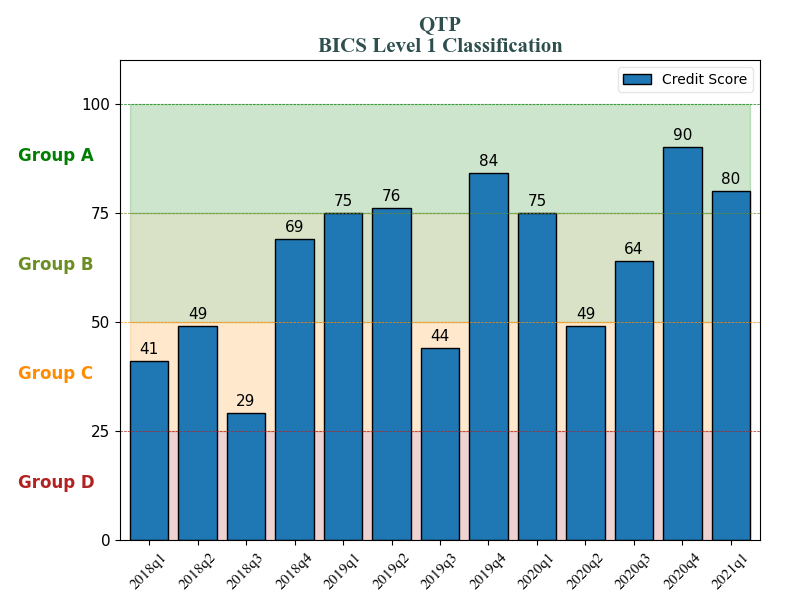 QTP
BICS Level 1 Classification
Credit Score
100
75
50
25
0
Group A
Group B
Group C
Group D
41
49
29
69
75
76
44
84
75
49
64
90
80
2018q1
2018q2
2018q3
2018q4
2019q1
2019q2
2019q3
2019q4
2020q1
2020q2
2020q3
2020q4
2021q1